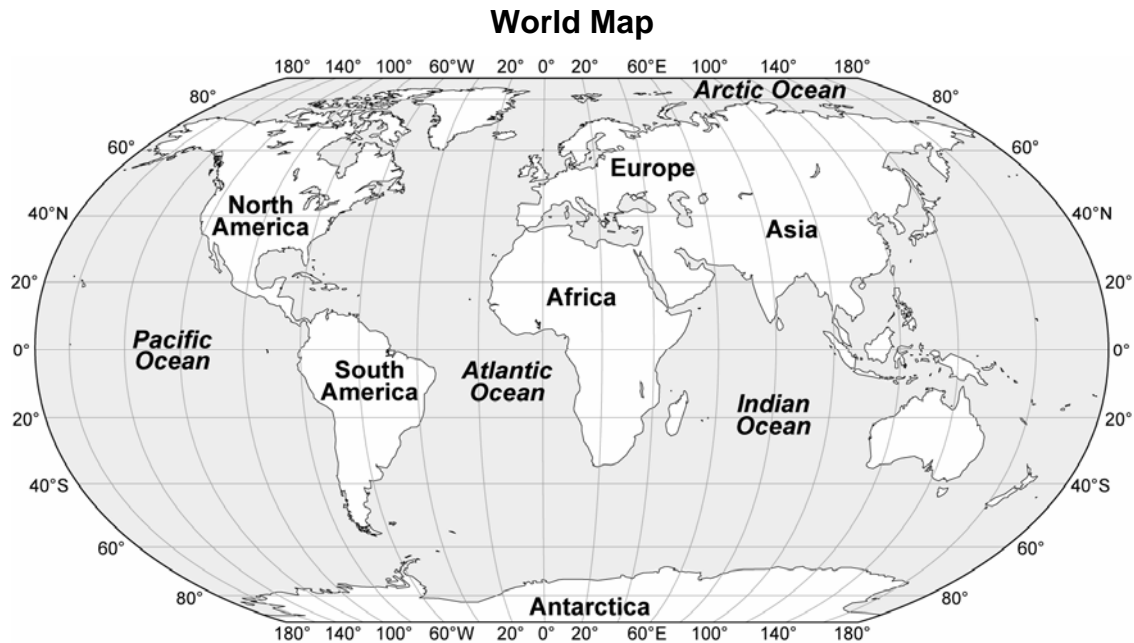 World Map
180° 140° 100° 60°W 20° 0° 20° 60°E 100° 140° 180°
Arctic Ocean
80° 80°
60° 60°
Europe
North
America
40°N 40°N
Asia
20° 20°
Africa
Pacific
Ocean
0° 0°
South
America
Atlantic
Ocean
Indian
Ocean
20° 20°
40°S 40°S
60° 60°
80° 80°
Antarctica
180° 140° 100° 60°W 20° 0° 20° 60°E 100° 140° 180°